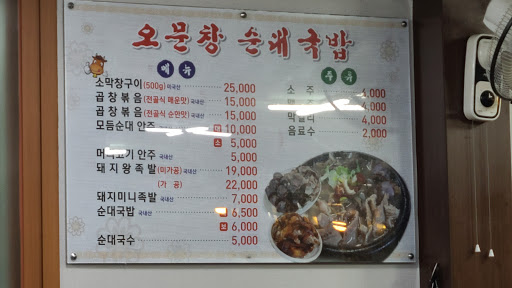 오문창 순대국밥
메뉴
주류
소막창구이(500g) 미국산 25,000
곱창볶음(전골식 매운맛) 국내산 15,000
곱창볶음(전골식 순한맛) 국내산 15,000
모듬순대 안주 국내산 대 10,000
소 5,000
머리고기 안주 국내산 5,000
돼지왕족발(미가공) 국내산 19,000
(가 공) 22,000
돼지미니족발 국내산 7,000
순대국밥 국내산 특 6,500
보 6,000
순대국수 5,000
소 주 4,000
맥 주 4,000
막걸리
음료수 2,000